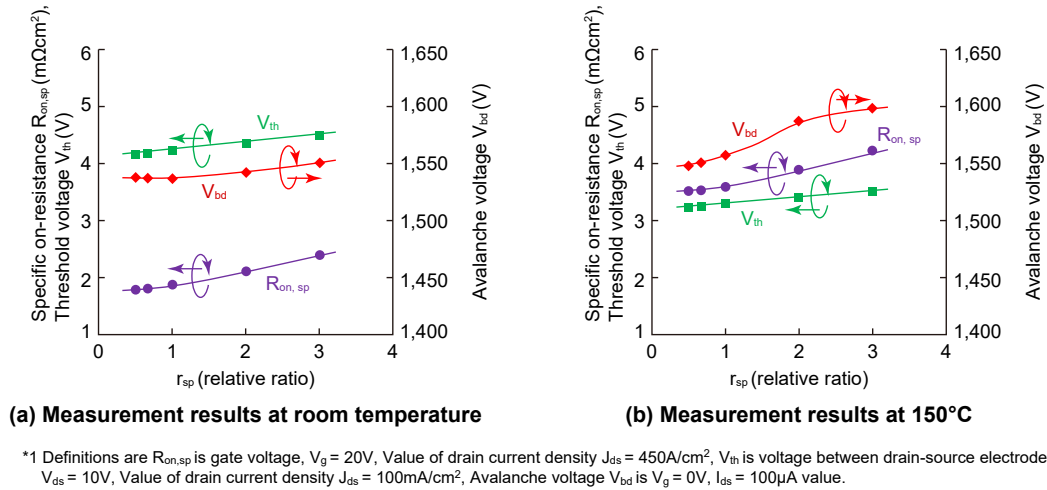 Specific on-resistance Ron,sp (mΩcm2),
Threshold voltage Vth (V)
6
5
4
3
2
1
0
1
2
3
4
rsp (relative ratio)
1,650
1,600
1,550
1,500
1,450
1,400
Avalanche voltage Vbd (V)
Vth
Vbd
Ron, sp
(a) Measurement results at room temperature
Specific on-resistance Ron,sp (mΩcm2),
Threshold voltage Vth (V)
6
5
4
3
2
1
0
1
2
3
4
rsp (relative ratio)
1,650
1,600
1,550
1,500
1,450
1,400
Avalanche voltage Vbd (V)
Vbd
Ron, sp
Vth
(b) Measurement results at 150°C
*1 Definitions are Ron,sp is gate voltage, Vg = 20V, Value of drain current density Jds = 450A/cm2, Vth is voltage between drain-source electrode
Vds = 10V, Value of drain current density Jds = 100mA/cm2, Avalanche voltage Vbd is Vg = 0V, Ids = 100µA value.